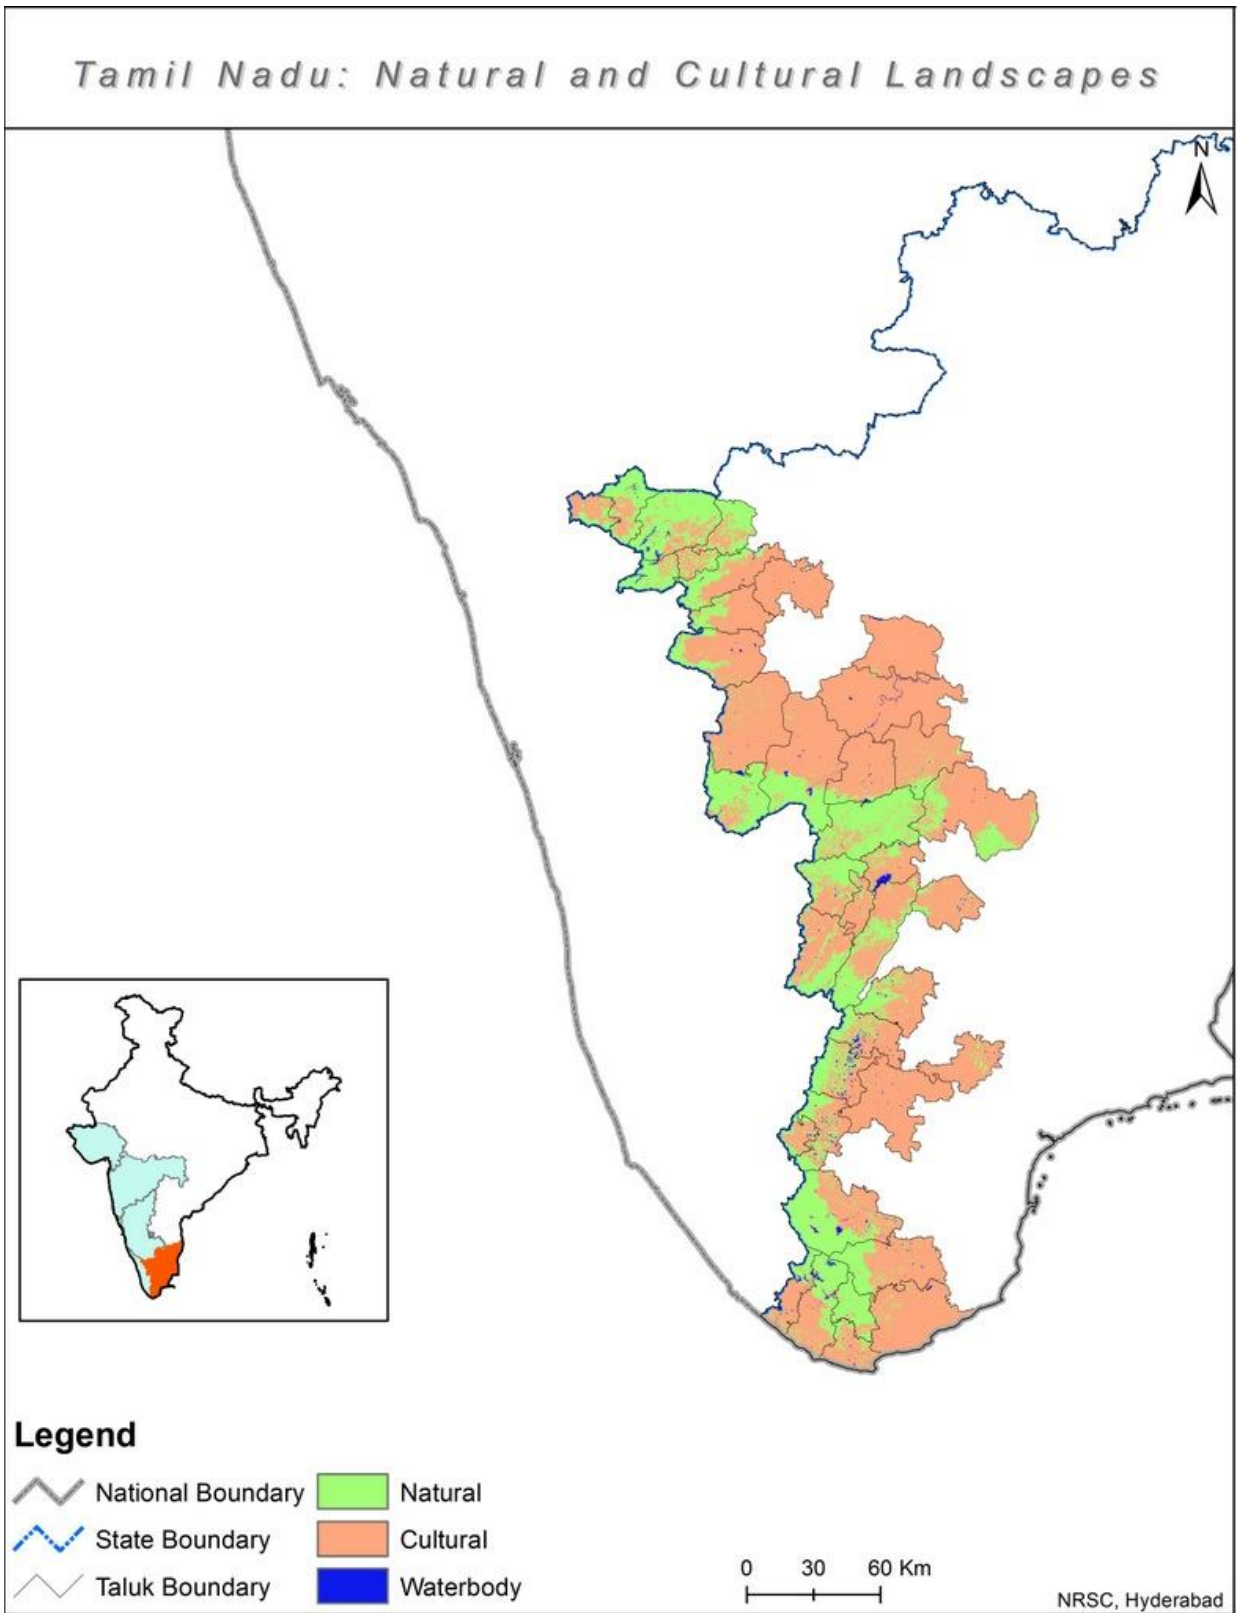 Tamil Nadu: Natural and Cultural Landscapes
N
Legend
National Boundary
Natural
State Boundary
Cultural
Taluk Boundary
Waterbody
0 30 60 Km
NRSC, Hyderabad